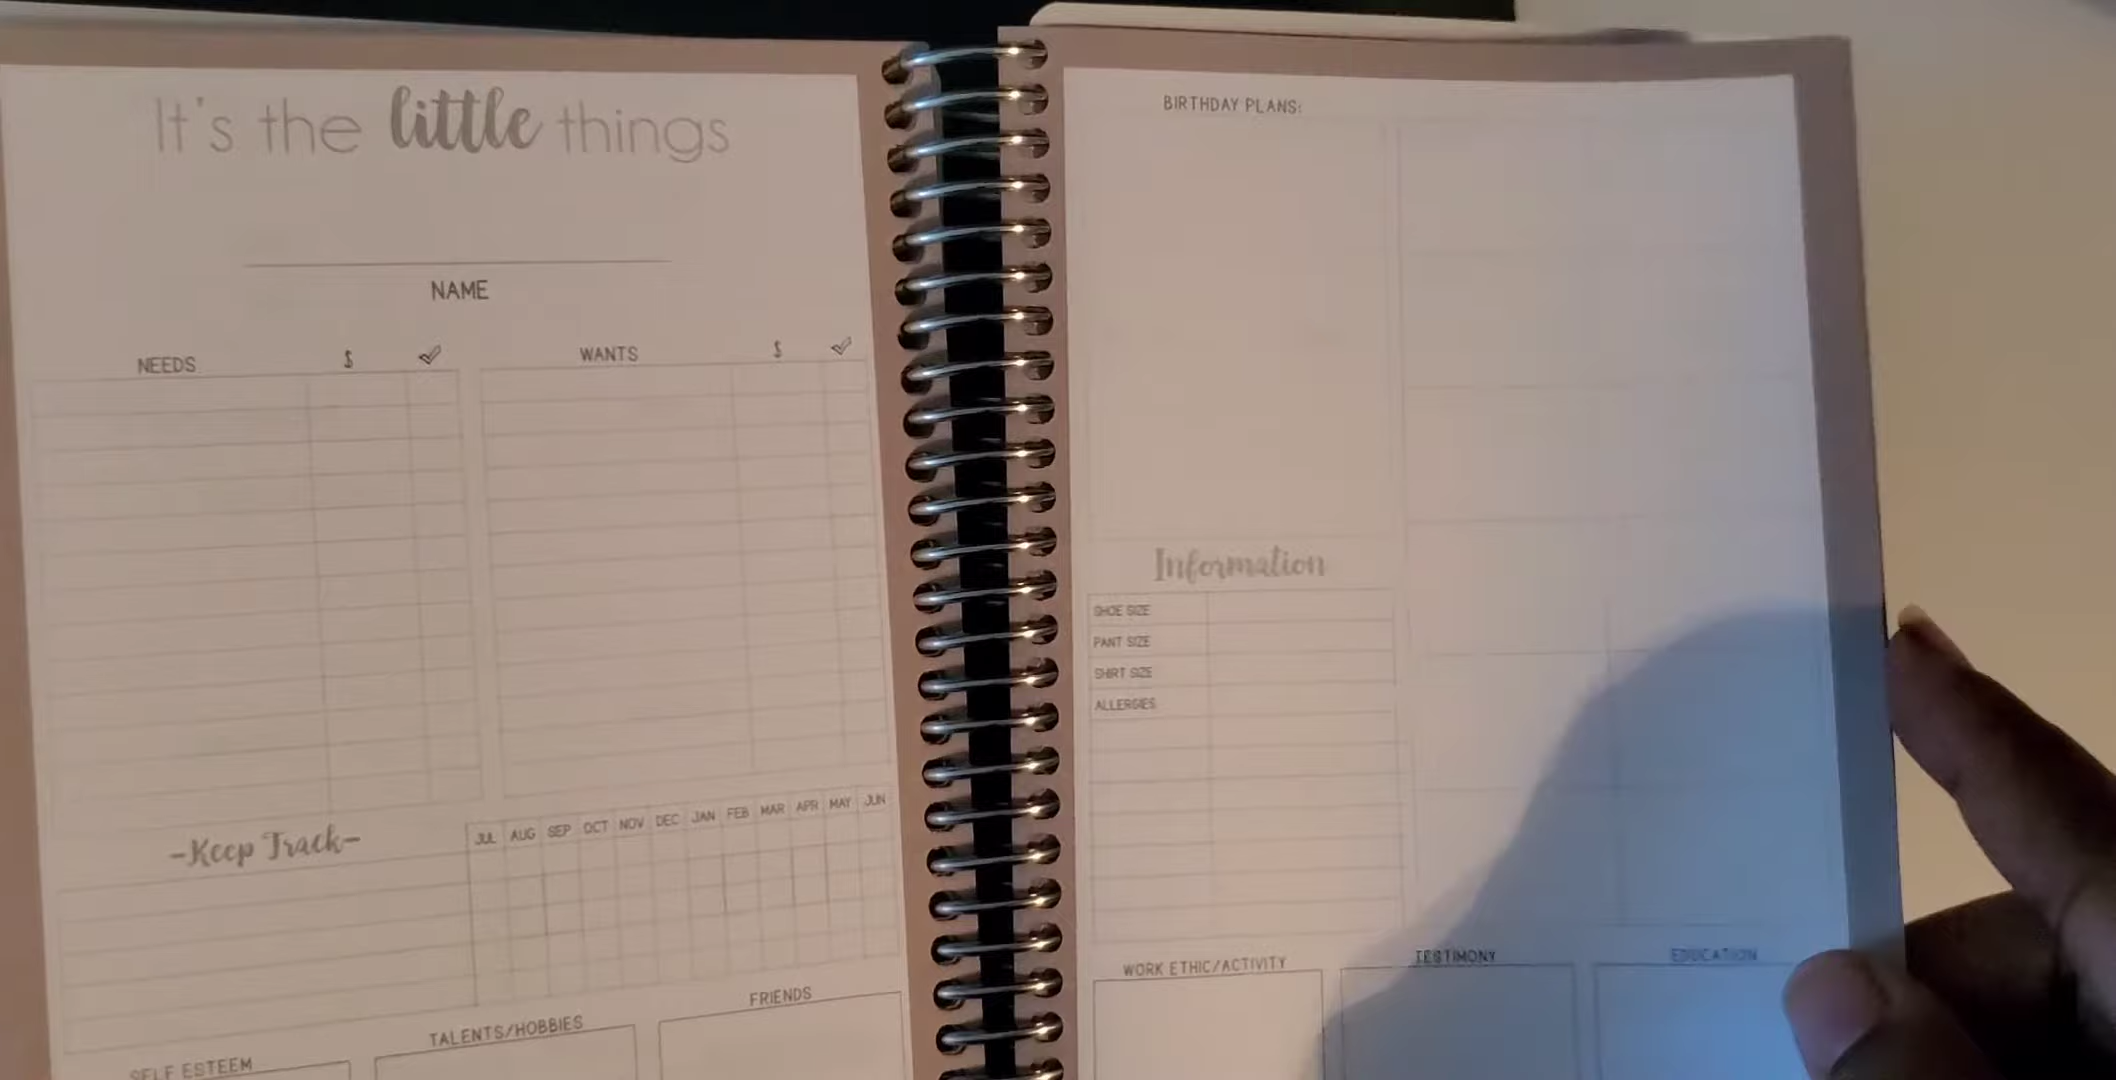 It's the little things
NAME
NEEDS $ WANTS $
-Keep Track- JUL AUG SEP OCT NOV DEC JAN FEB MAR APR MAY JUN
SELF ESTEEM TALENTS/HOBBIES FRIENDS
BIRTHDAY PLANS:
Information
SHOE SIZE
PANT SIZE
SHIRT SIZE
ALLERGIES
WORK ETHIC/ACTIVITY TESTIMONY EDUCATION